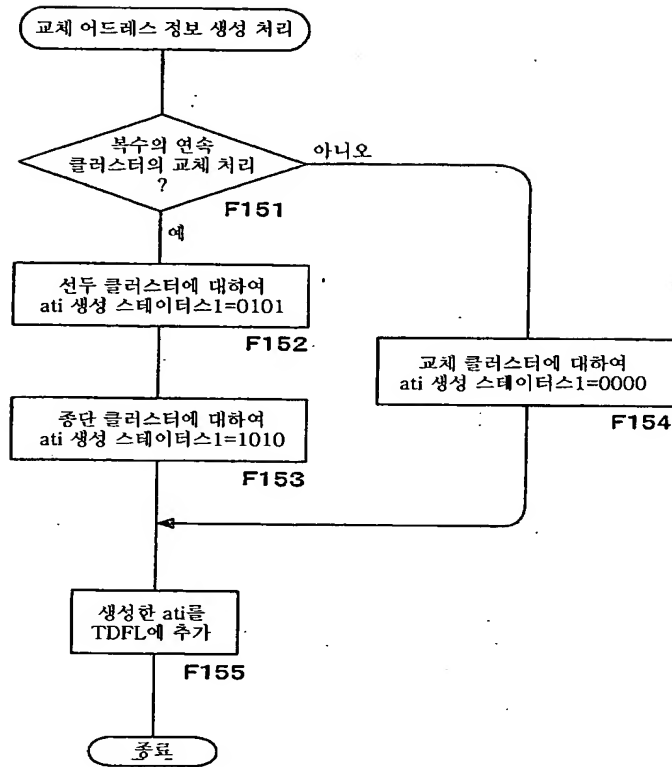 교체 어드레스 정보 생성 처리
복수의 연속
클러스터의 교체 처리
?
아니오
F151
예
선두 클러스터에 대하여
ati 생성 스테이터스1=0101
F152
교체 클러스터에 대하여
ati 생성 스테이터스1=0000
F154
종단 클러스터에 대하여
ati 생성 스테이터스1=1010
F153
생성한 ati를
TDFL에 추가
F155
종료